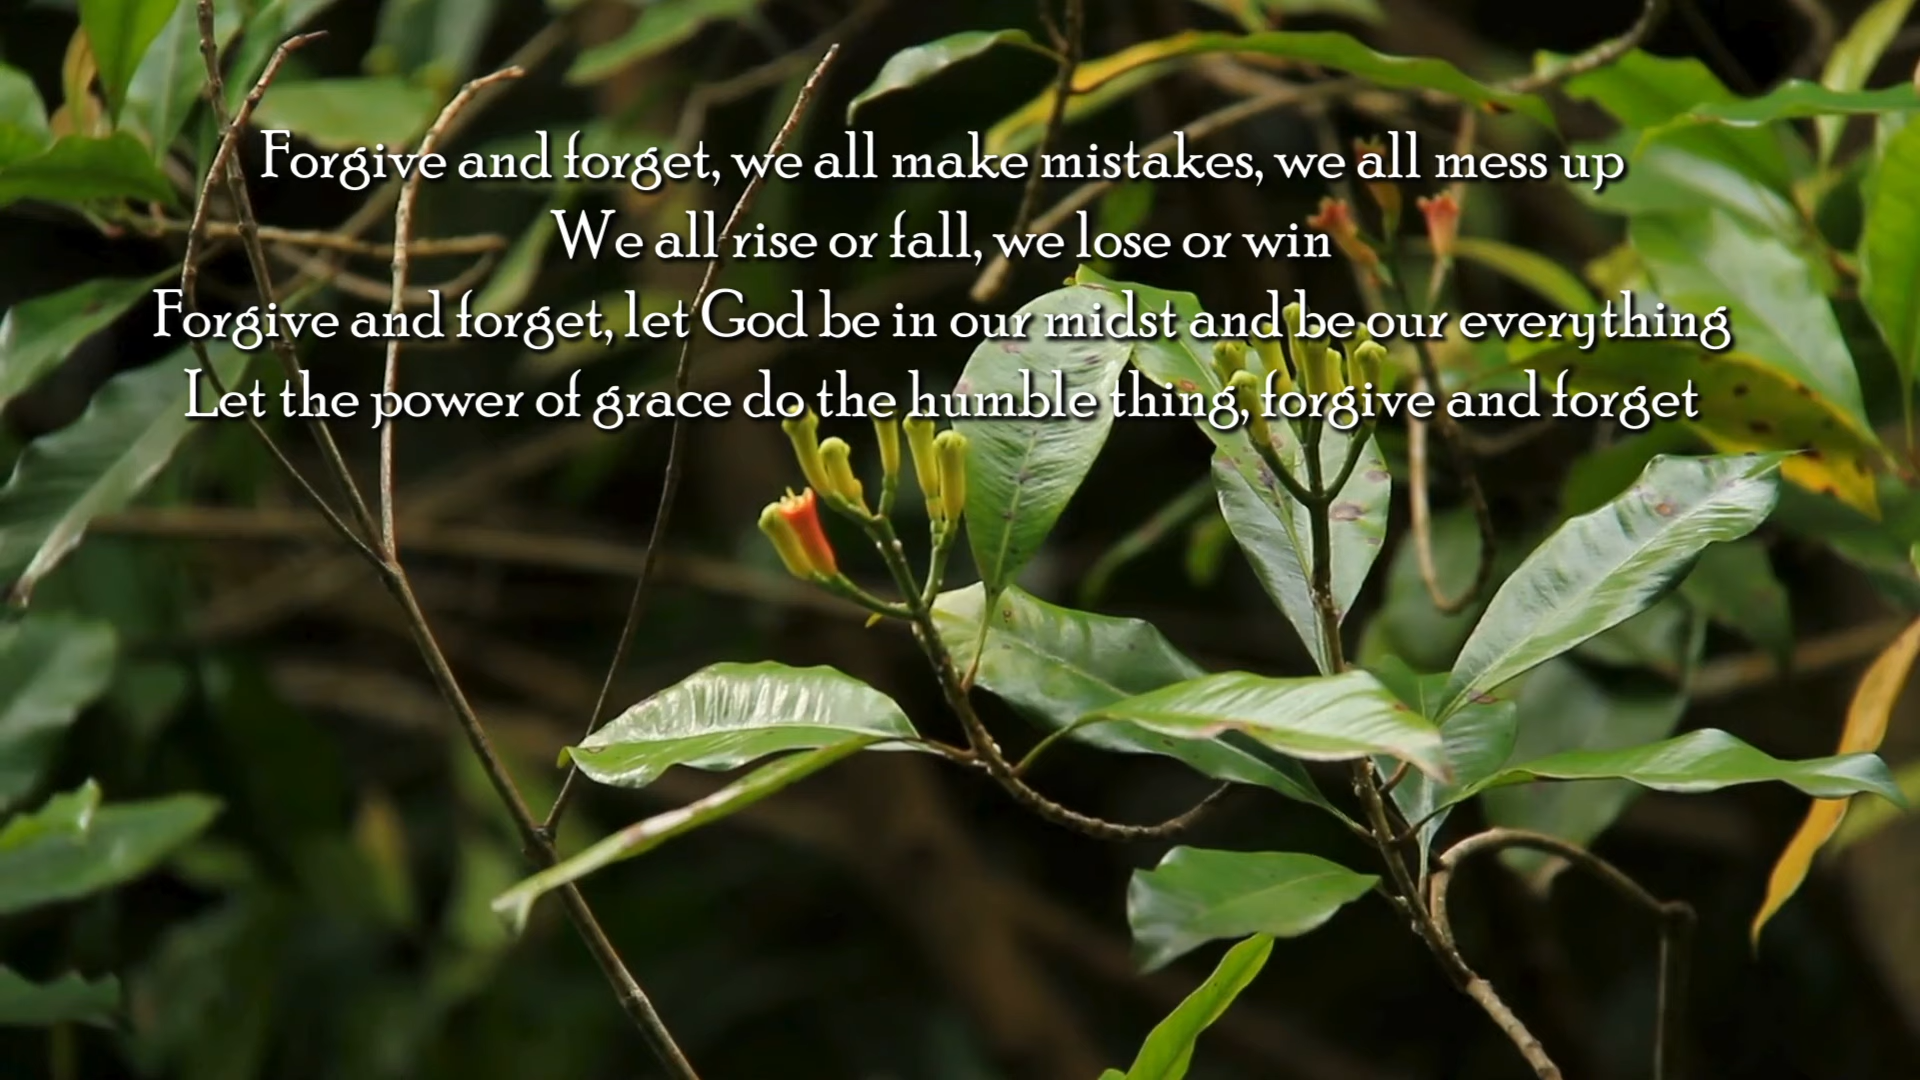 Forgive and forget, we all make mistakes, we all mess up
We all rise or fall, we lose or win
Forgive and forget, let God be in our midst and be our everything
Let the power of grace do the humble thing, forgive and forget